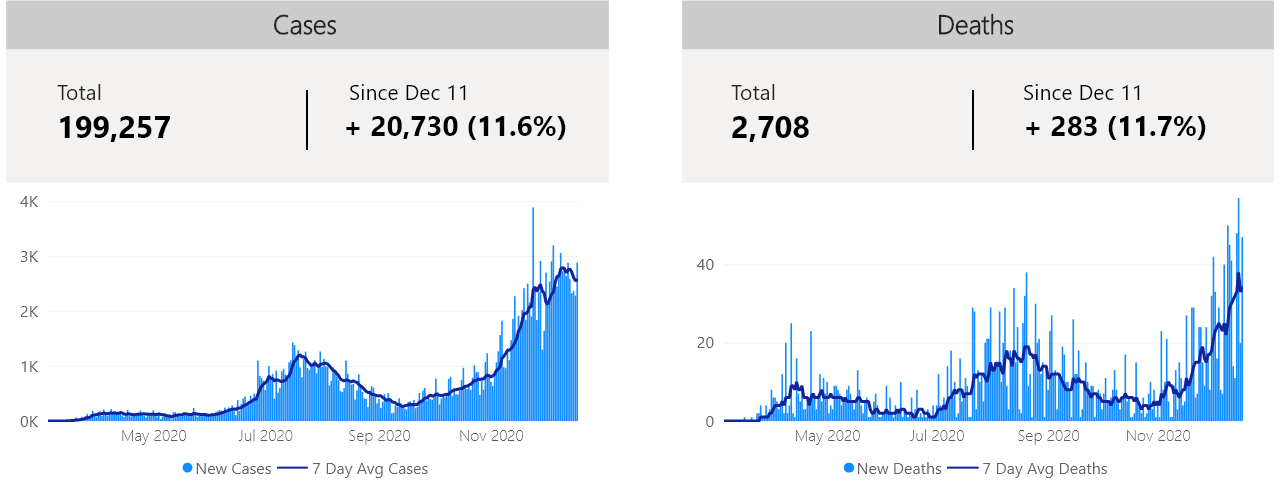 Cases
Total
199,257
Since Dec 11
+ 20,730 (11.6%)
4K
3K
2K
1K
0K
May 2020
Jul 2020
Sep 2020
Nov 2020
New Cases
7 Day Avg Cases
Deaths
Total
2,708
Since Dec 11
+ 283 (11.7%)
40
20
0
May 2020
Jul 2020
Sep 2020
Nov 2020
New Deaths
7 Day Avg Deaths